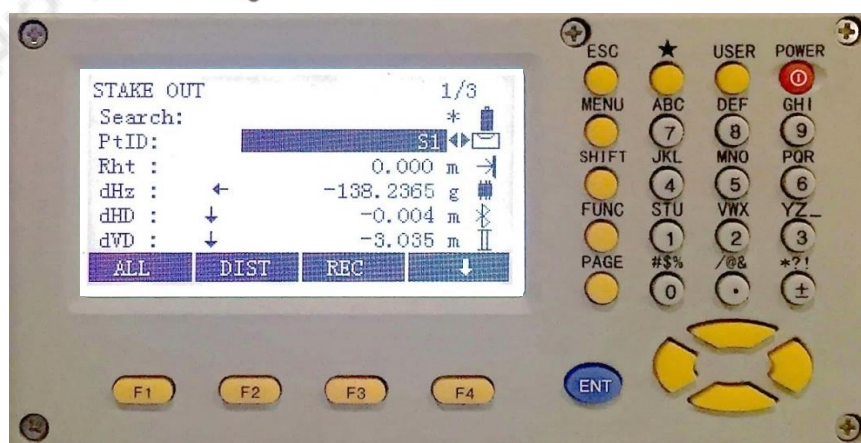 STAKE OUT 1/3
Search: *
PtID: S1
Rht : 0.000 m
dHz : ← -138.2365 g
dHD : ↓ -0.004 m
dVD : ↓ -3.035 m
ALL DIST REC ↓
F1 F2 F3 F4
ESC ★ USER POWER
MENU ABC DEF GHI
7 8 9
SHIFT JKL MNO PQR
4 5 6
FUNC STU VWX YZ_
1 2 3
PAGE #$% /@& *?!
0 • ±
ENT